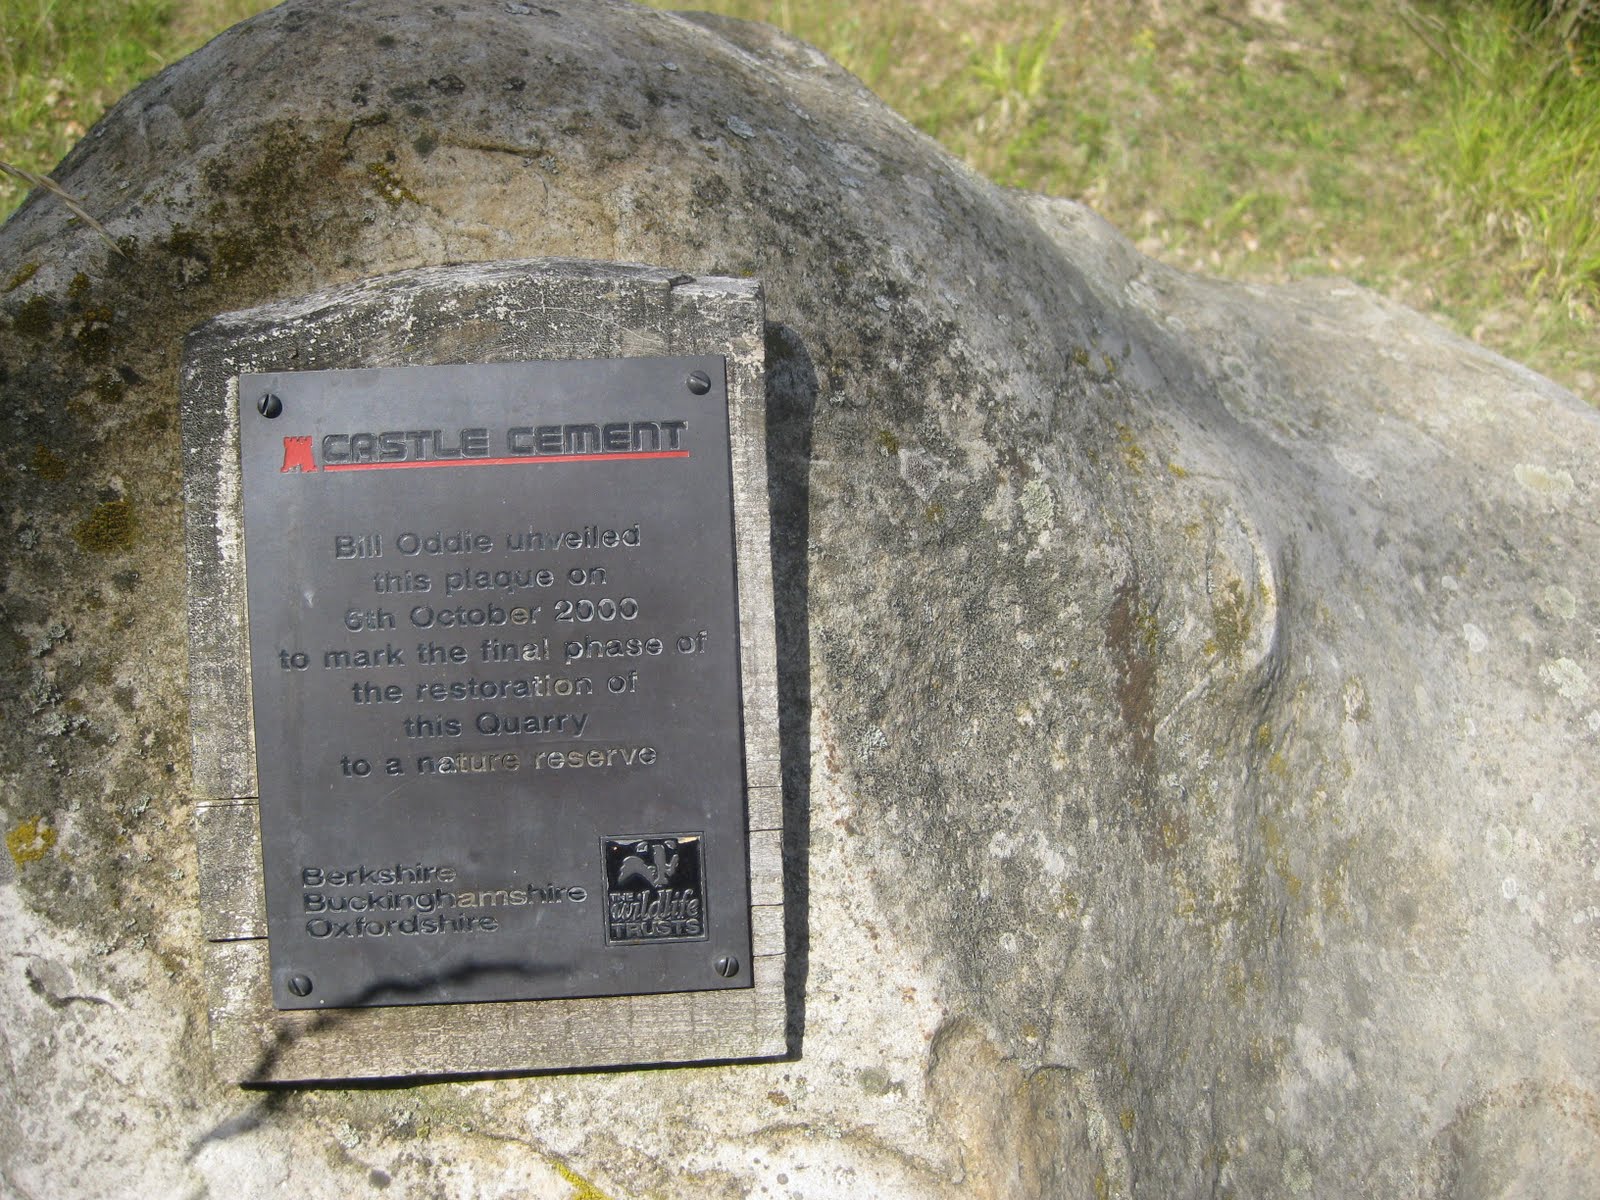 CASTLE CEMENT
Bill Oddie unveiled
this plaque on
6th October 2000
to mark the final phase of
the restoration of
this Quarry
to a nature reserve
Berkshire
Buckinghamshire
Oxfordshire
THE
wildlife
TRUSTS